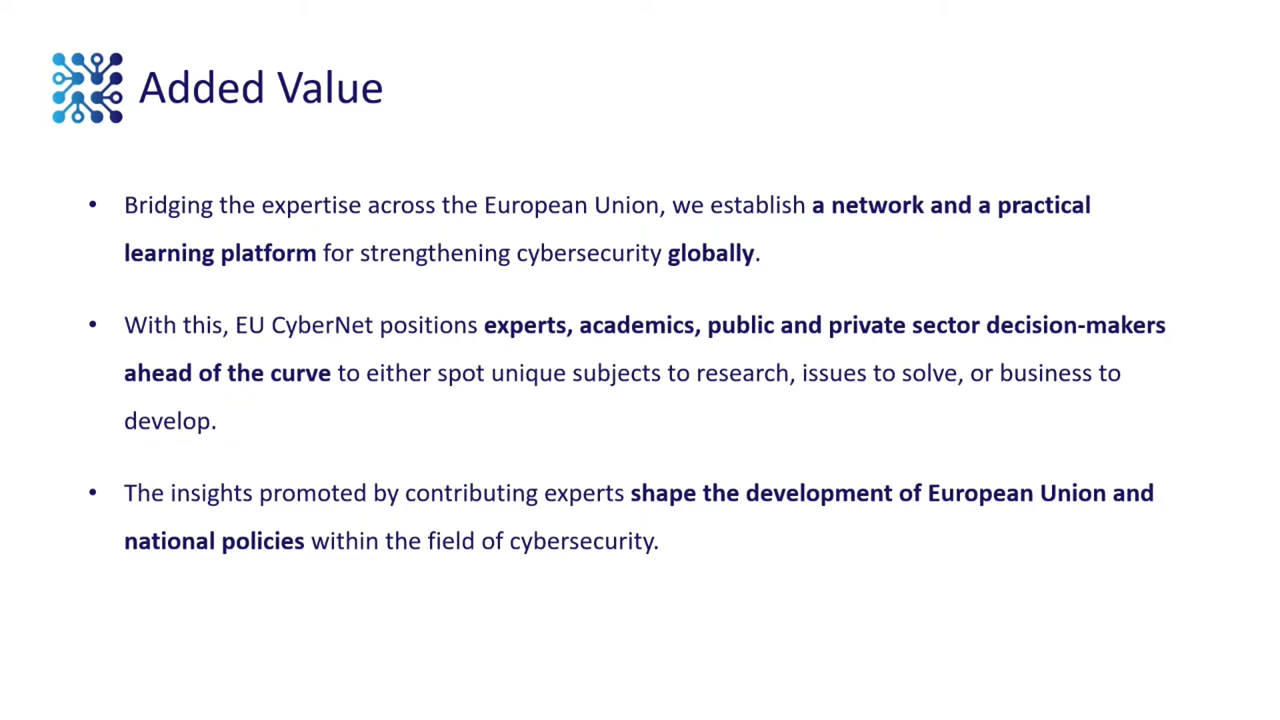 Added Value
• Bridging the expertise across the European Union, we establish a network and a practical
learning platform for strengthening cybersecurity globally.
• With this, EU CyberNet positions experts, academics, public and private sector decision-makers
ahead of the curve to either spot unique subjects to research, issues to solve, or business to
develop.
• The insights promoted by contributing experts shape the development of European Union and
national policies within the field of cybersecurity.